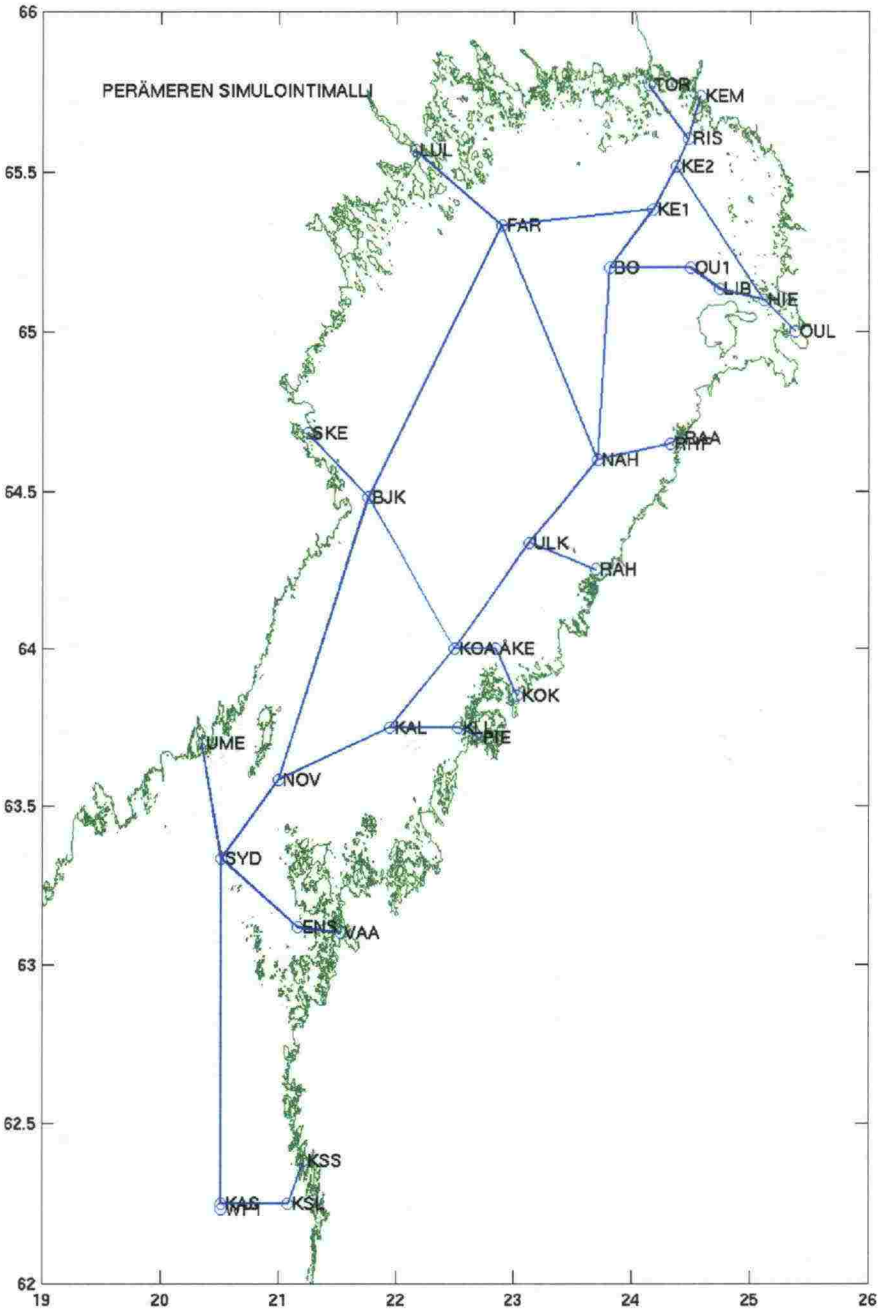 66
PERÄMEREN SIMULOINTIMALLI
TOR
KEM
RIS
LUL
KE2
65.5
KE1
FAR
BO
OU1
LIB
HIE
65
OUL
SKE
RAA
NAH
64.5
BJK
ULK
RAH
64
KOA
ÅKE
KOK
KAL
PIE
UME
NOV
63.5
SYD
ENS
VAA
63
62.5
KSS
KAS
KSL
62
19
20
21
22
23
24
25
26